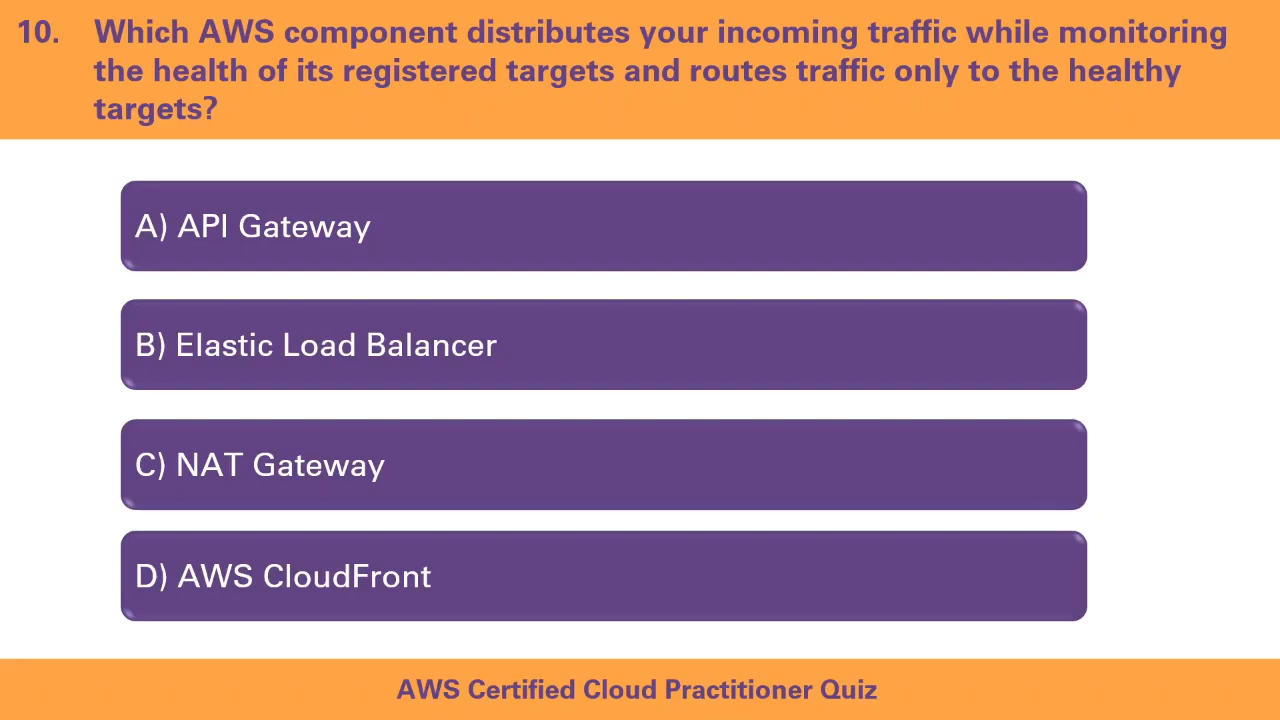 10. Which AWS component distributes your incoming traffic while monitoring
the health of its registered targets and routes traffic only to the healthy
targets?
A) API Gateway
B) Elastic Load Balancer
C) NAT Gateway
D) AWS CloudFront
AWS Certified Cloud Practitioner Quiz